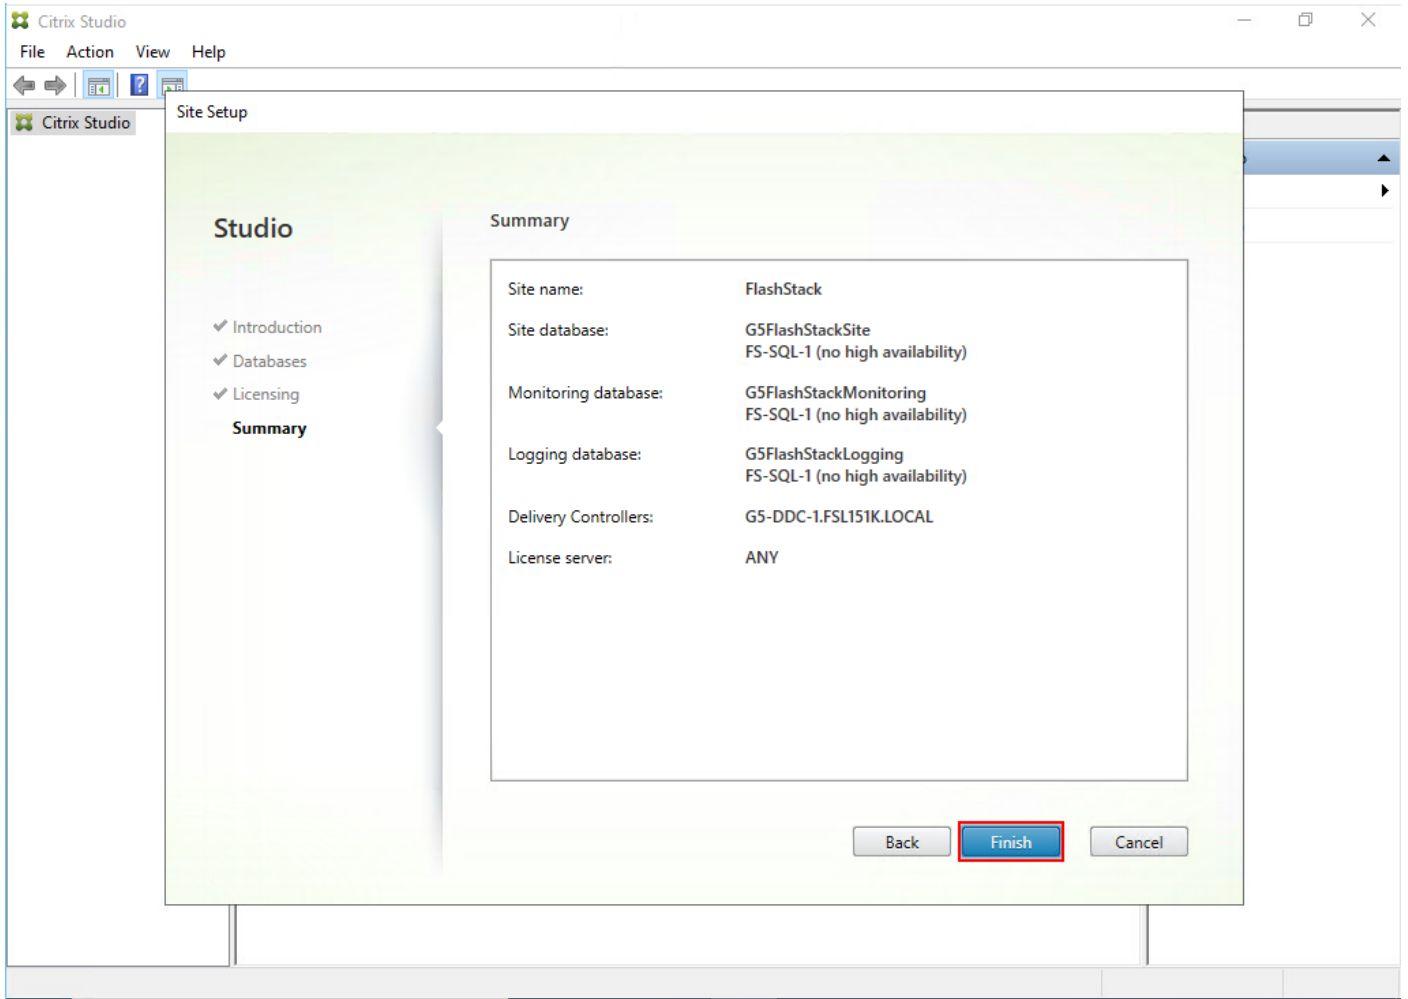 Citrix Studio
File Action View Help
Citrix Studio
Site Setup
Studio
Introduction
Databases
Licensing
Summary
Summary
Site name: FlashStack
Site database: G5FlashStackSite
FS-SQL-1 (no high availability)
Monitoring database: G5FlashStackMonitoring
FS-SQL-1 (no high availability)
Logging database: G5FlashStackLogging
FS-SQL-1 (no high availability)
Delivery Controllers: G5-DDC-1.FSL151K.LOCAL
License server: ANY
Back Finish Cancel